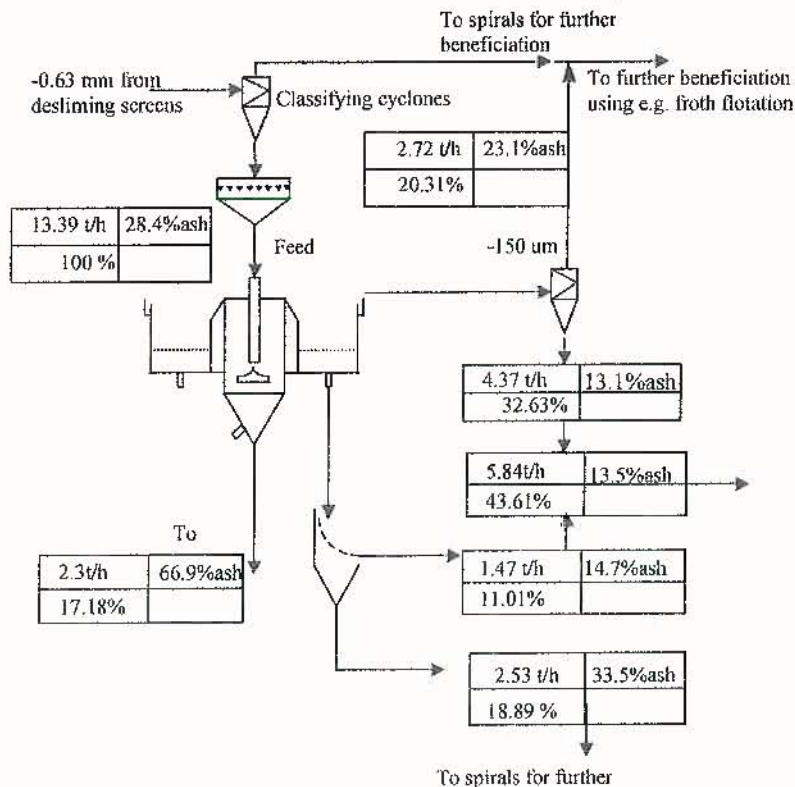 To spirals for further
beneficiation
-0.63 mm from
desliming screens
Classifying cyclones
To further beneficiation
using e.g. froth flotation
2.72 t/h 23.1%ash
20.31%
13.39 t/h 28.4%ash
100 %
Feed
-150 um
4.37 t/h 13.1%ash
32.63%
5.84t/h 13.5%ash
43.61%
To
2.3t/h 66.9%ash
17.18%
1.47 t/h 14.7%ash
11.01%
2.53 t/h 33.5%ash
18.89 %
To spirals for further